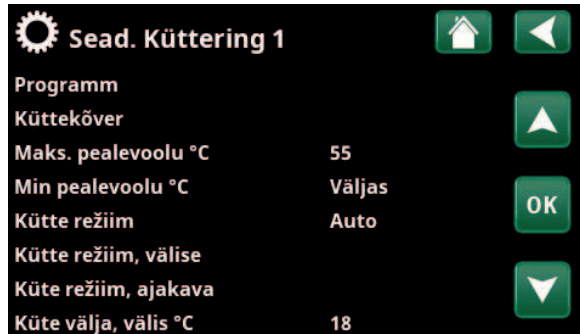 Sead. Küttering 1
Programm
Küttekõver
Maks. pealevoolu °C 55
Min pealevoolu °C Väljas
Kütte režiim Auto
OK
Kütte režiim, välise
Küte režiim, ajakava
Küte välja, välis °C 18